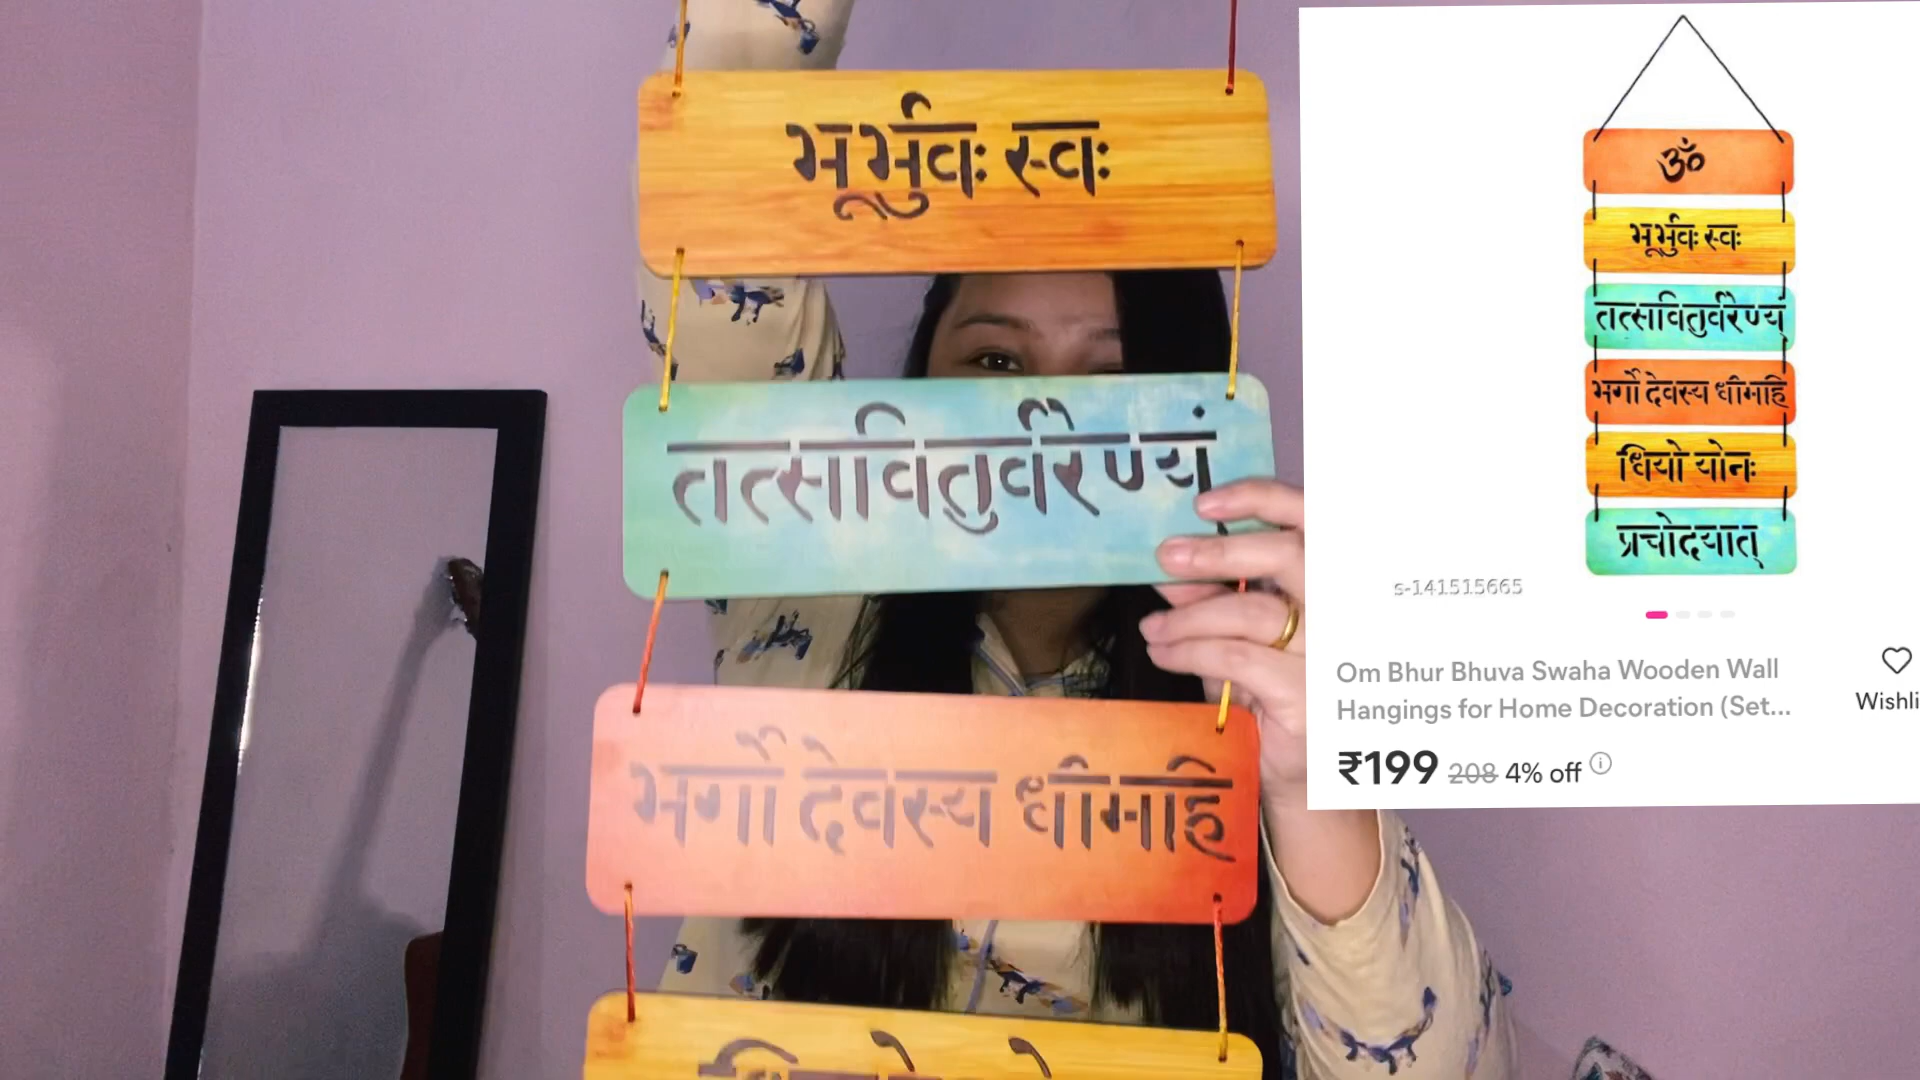 भूर्भुवः स्वः
तत्सवितुर्वरेण्यं
भर्गो देवस्य धीमहि
ॐ
भूर्भुवः स्वः
तत्सवितुर्वरेण्यं
भर्गो देवस्य धीमहि
धियो योनः
प्रचोदयात्
s-141515665
Om Bhur Bhuva Swaha Wooden Wall
Hangings for Home Decoration (Set...
Wishli
₹199 208 4% off